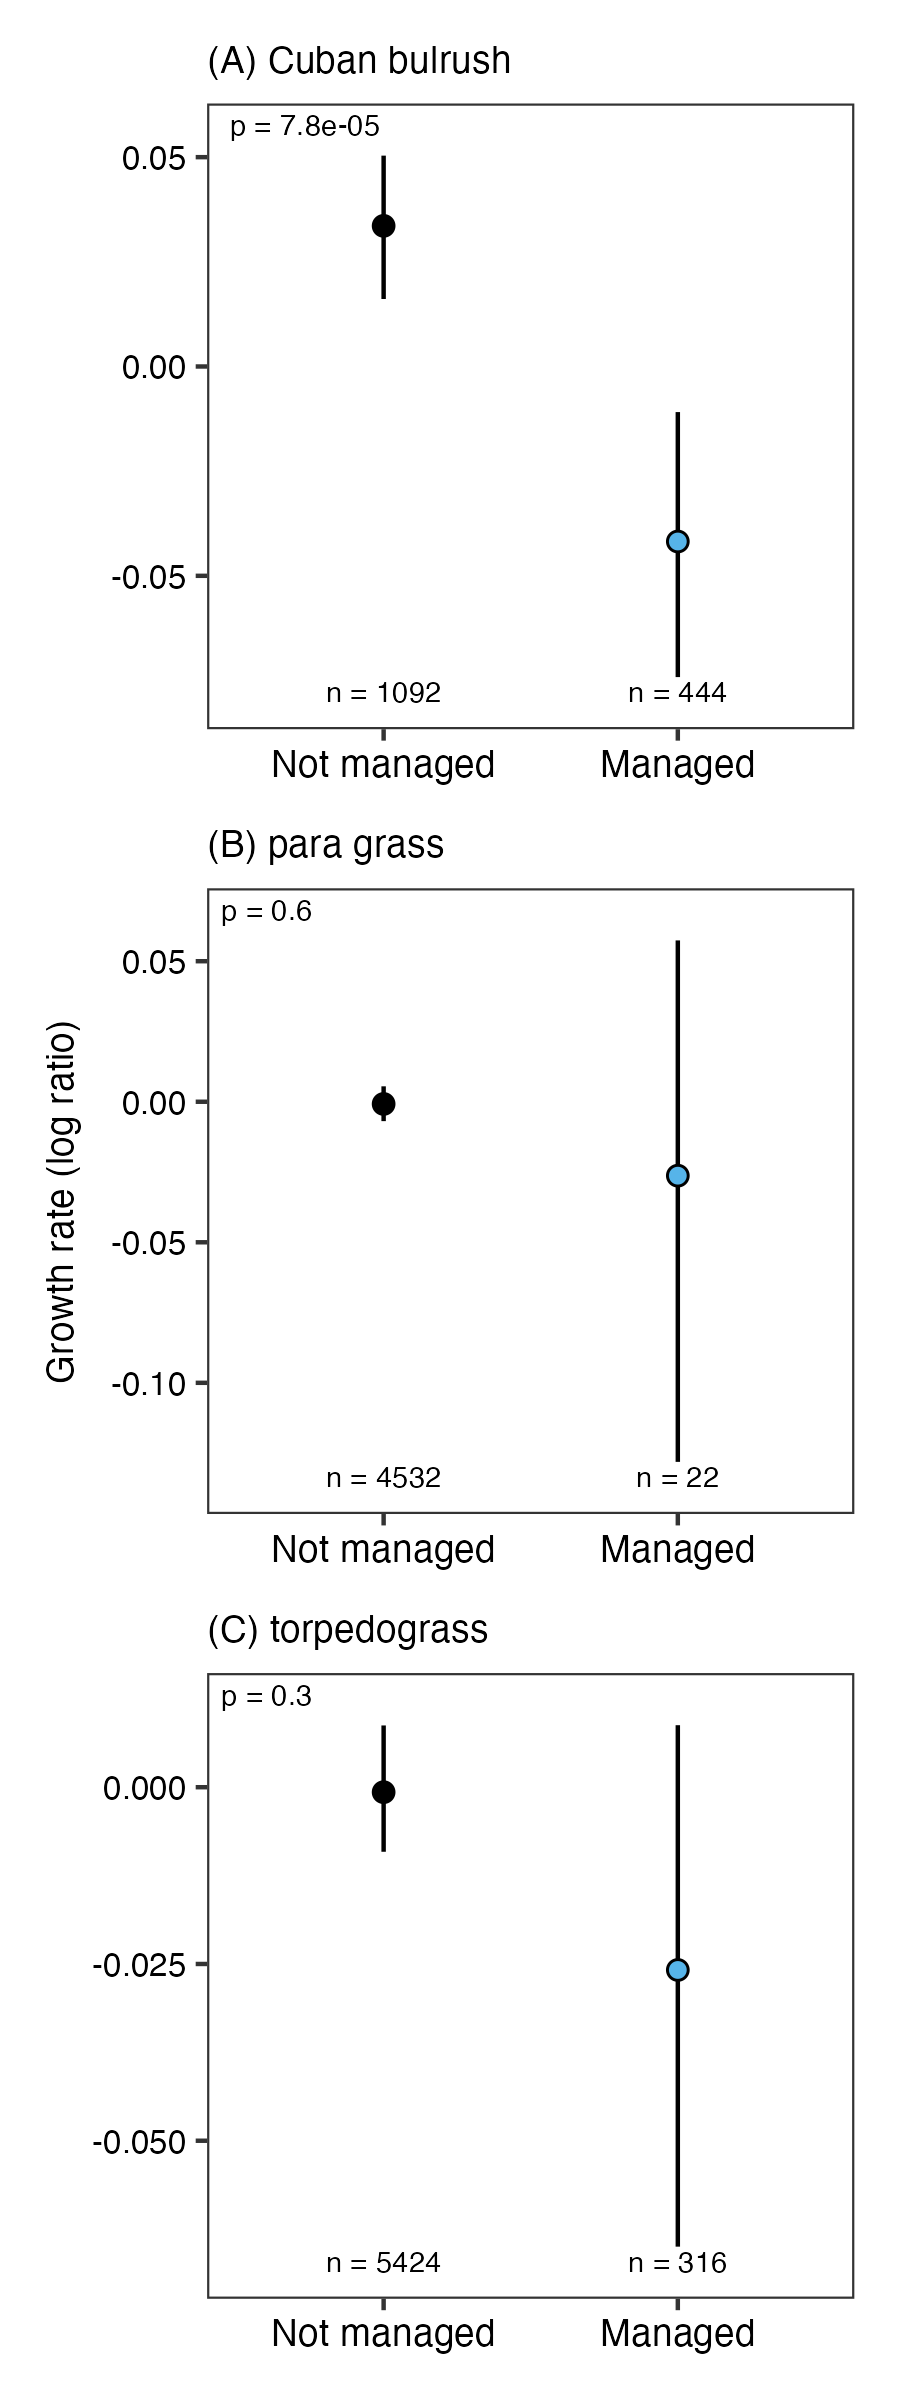 (A) Cuban bulrush
p = 7.8e-05
0.05
0.00
-0.05
n = 1092
n = 444
Not managed
Managed
(B) para grass
p = 0.6
0.05
0.00
-0.05
-0.10
Growth rate (log ratio)
n = 4532
n = 22
Not managed
Managed
(C) torpedograss
p = 0.3
0.000
-0.025
-0.050
n = 5424
n = 316
Not managed
Managed